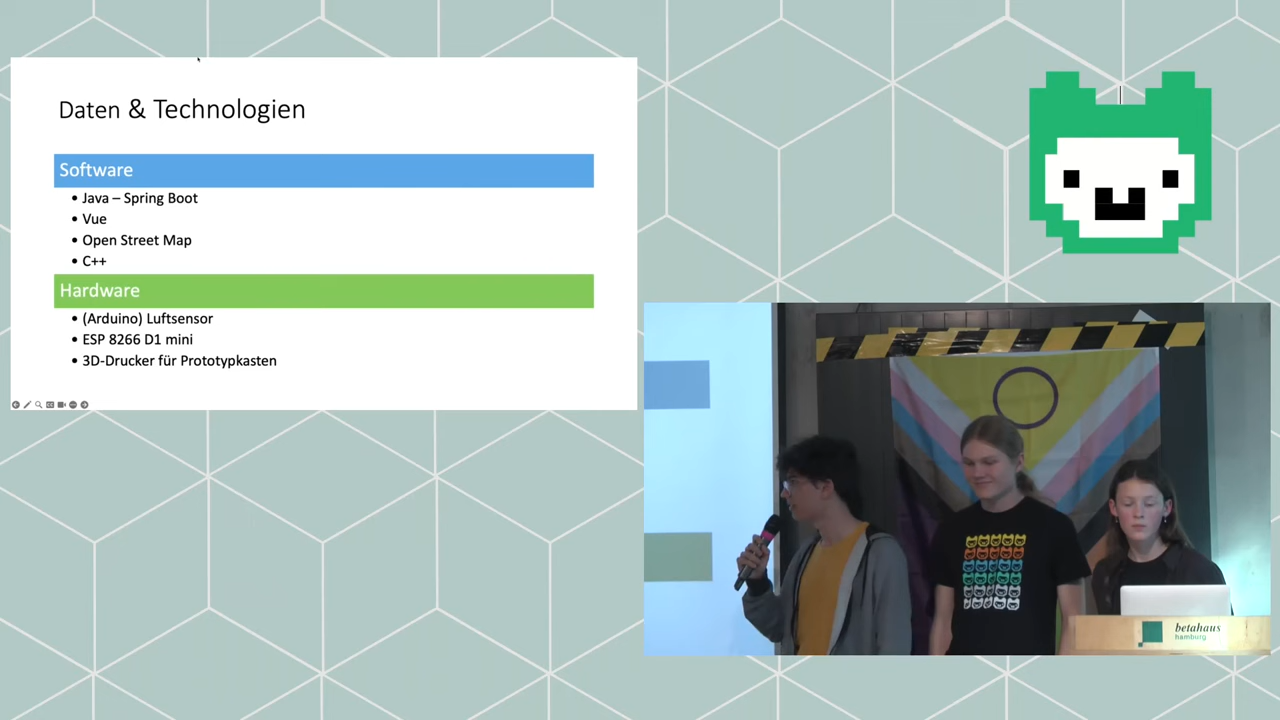 Daten & Technologien
Software
• Java – Spring Boot
• Vue
• Open Street Map
• C++
Hardware
• (Arduino) Luftsensor
• ESP 8266 D1 mini
• 3D-Drucker für Prototypkasten
betahaus
hamburg